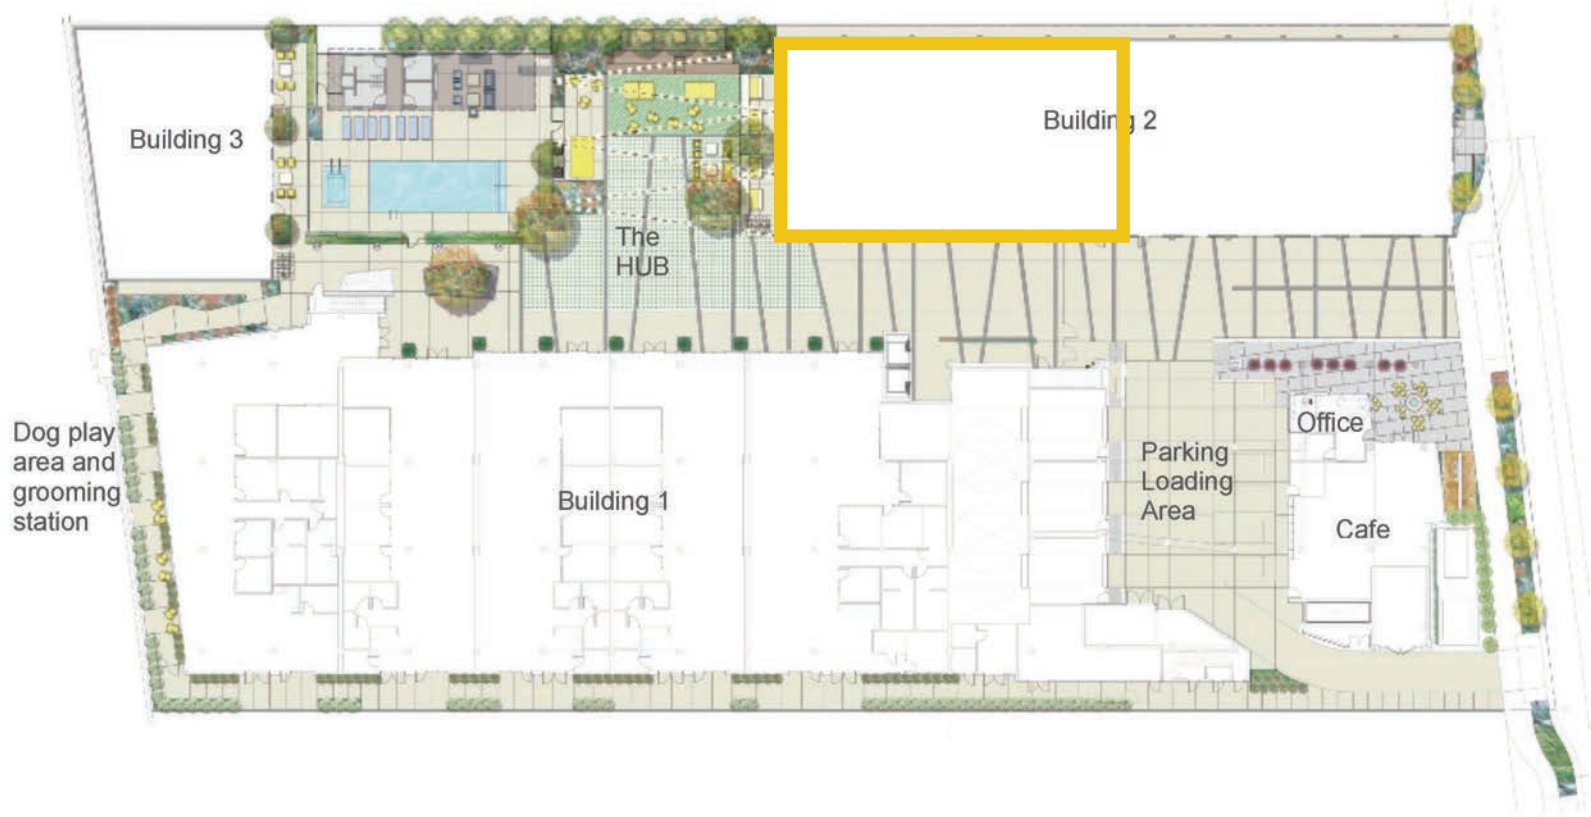 Building 3
Building 2
The
HUB
Dog play
area and
grooming
station
Building 1
Parking
Loading
Area
Office
Cafe